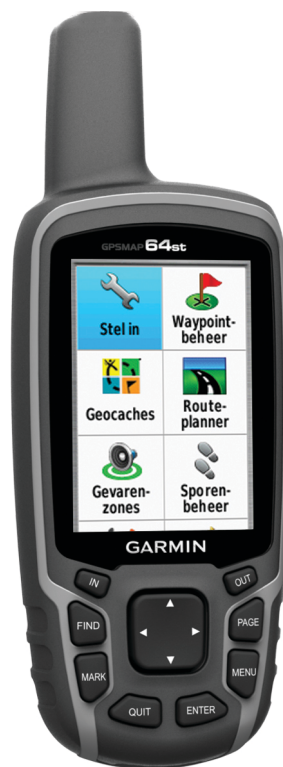 GPSMAP 64st
Stel in
Waypoint-
beheer
Geocaches
Route-
planner
Gevaren-
zones
Sporen-
beheer
GARMIN
IN
OUT
FIND
PAGE
MARK
MENU
QUIT
ENTER